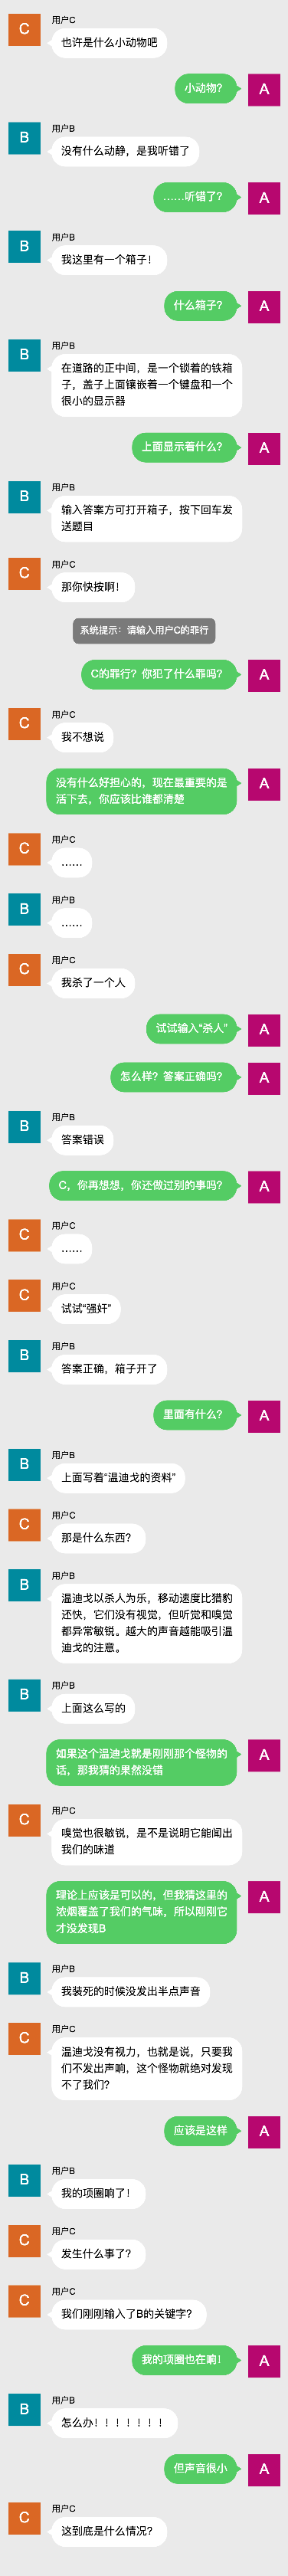 用户C
C
也许是什么小动物吧
小动物?
A
用户B
B
没有什么动静，是我听错了
……听错了?
A
用户B
B
我这里有一个箱子!
什么箱子?
A
用户B
B
在道路的正中间，是一个锁着的铁箱
子，盖子上面镶嵌着一个键盘和一个
很小的显示器
上面显示着什么?
A
用户B
B
输入答案方可打开箱子，按下回车发
送题目
用户C
C
那你快按啊!
系统提示：请输入用户C的罪行
C的罪行？你犯了什么罪吗?
A
用户C
C
我不想说
没有什么好担心的，现在最重要的是
活下去，你应该比谁都清楚
A
用户C
C
……
用户B
B
……
用户C
C
我杀了一个人
试试输入“杀人”
A
怎么样？答案正确吗?
A
用户B
B
答案错误
C，你再想想，你还做过别的事吗?
A
用户C
C
……
用户C
C
试试“强奸”
用户B
B
答案正确，箱子开了
里面有什么?
A
用户B
B
上面写着“温迪戈的资料”
用户C
C
那是什么东西?
用户B
B
温迪戈以杀人为乐，移动速度比猎豹
还快，它们没有视觉，但听觉和嗅觉
都异常敏锐。越大的声音越能吸引温
迪戈的注意。
用户B
B
上面这么写的
如果这个温迪戈就是刚刚那个怪物的
话，那我猜的果然没错
A
用户C
C
嗅觉也很敏锐，是不是说明它能闻出
我们的味道
理论上应该是可以的，但我猜这里的
浓烟覆盖了我们的气味，所以刚刚它
才没发现B
A
用户B
B
我装死的时候没发出半点声音
用户C
C
温迪戈没有视力，也就是说，只要我
们不发出声响，这个怪物就绝对发现
不了我们?
应该是这样
A
用户B
B
我的项圈响了!
用户C
C
发生什么事了?
用户C
C
我们刚刚输入了B的关键字?
我的项圈也在响!
A
用户B
B
怎么办! ! ! ! ! ! !
但声音很小
A
用户C
C
这到底是什么情况?